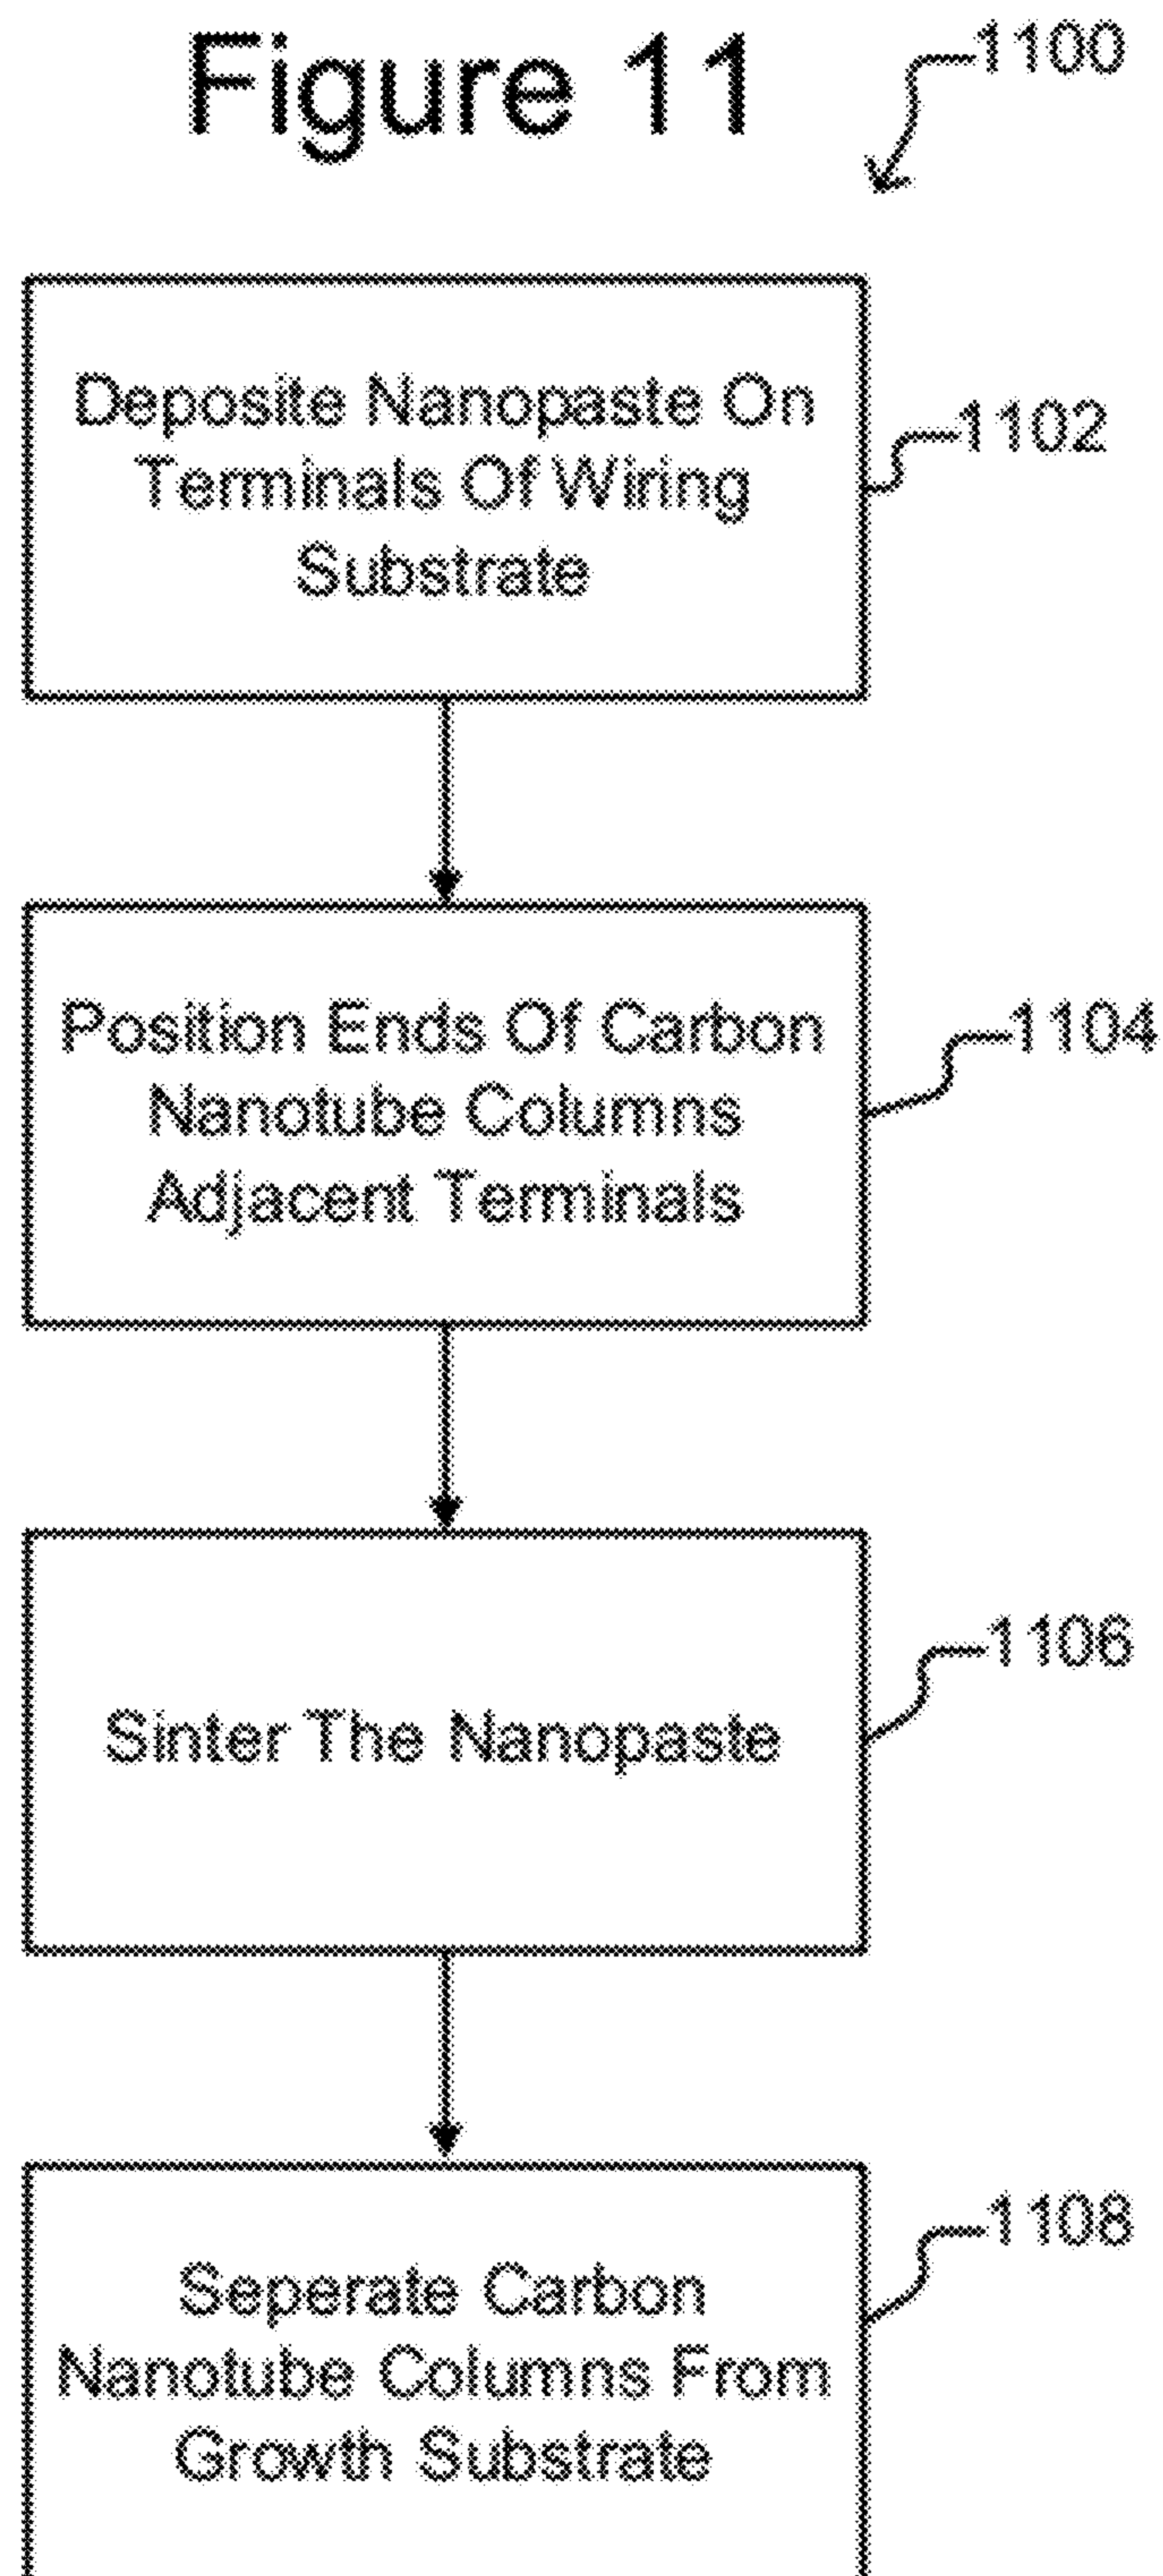 Figure 11
1100
Deposite Nanopaste On
Terminals Of Wiring
Substrate
1102
Position Ends Of Carbon
Nanotube Columns
Adjacent Terminals
1104
Sinter The Nanopaste
1106
Seperate Carbon
Nanotube Columns From
Growth Substrate
1108